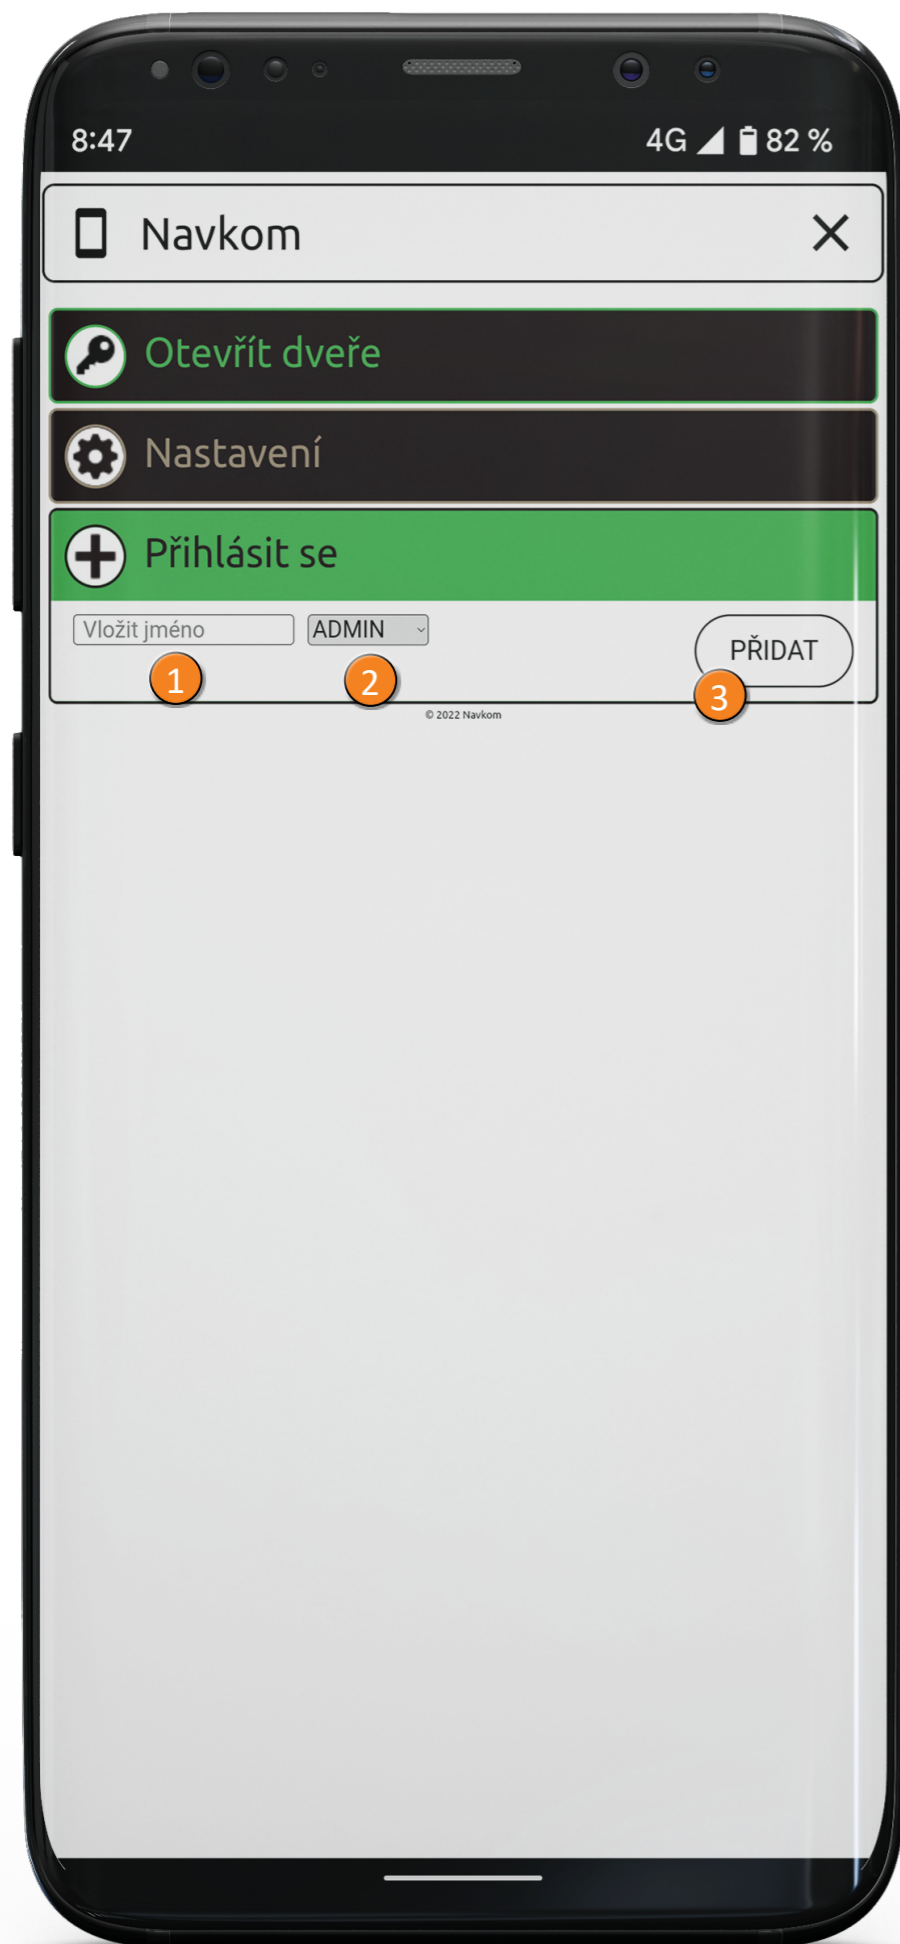 8:47
4G 82 %
Navkom
Otevřít dveře
Nastavení
Přihlásit se
Vložit jméno ADMIN PŘIDAT
1 2 3
© 2022 Navkom